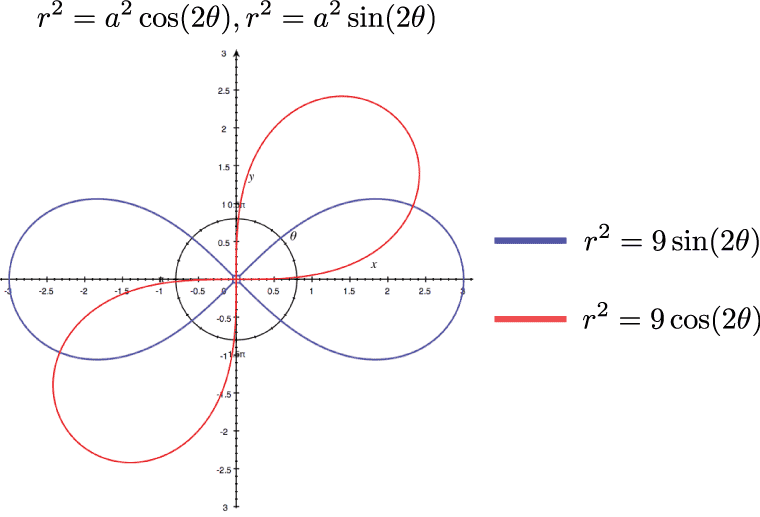 r² = a² cos(2θ), r² = a² sin(2θ)
3
2.5
2
1.5
y
1
0.5
θ
x
-3 -2.5 -2 -1.5 -1 -0.5 0 0.5 1 1.5 2 2.5 3
-0.5
-1
-1.5
-2
-2.5
3
r² = 9 sin(2θ)
r² = 9 cos(2θ)